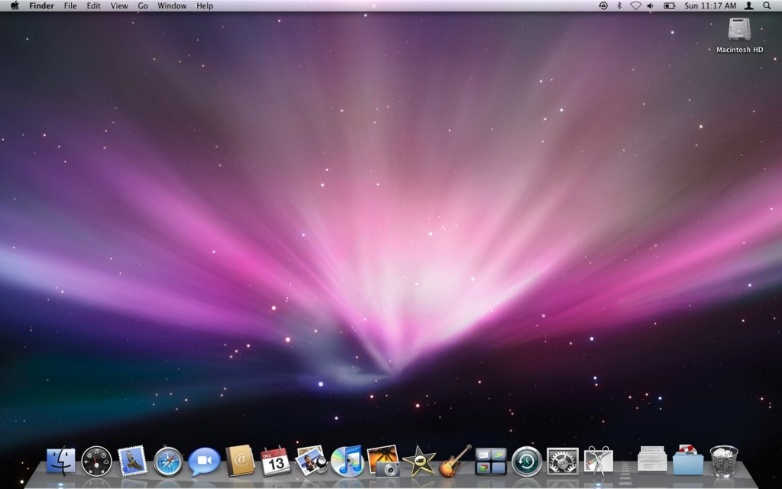 Finder File Edit View Go Window Help Sun 11:17 AM
Macintosh HD
13